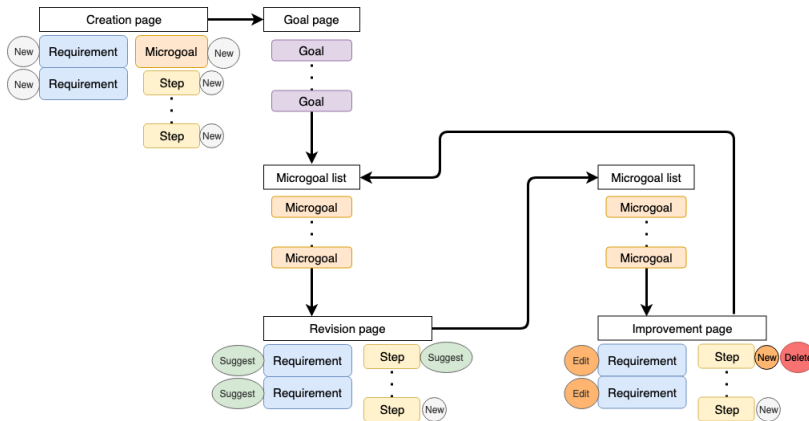 Creation page
Goal page
New Requirement Microgoal New
New Requirement Step New
Step New
Goal
Goal
Microgoal list
Microgoal
Microgoal
Microgoal list
Microgoal
Microgoal
Revision page
Suggest Requirement Step Suggest
Suggest Requirement Step New
Improvement page
Edit Requirement Step New Delete
Edit Requirement Step New